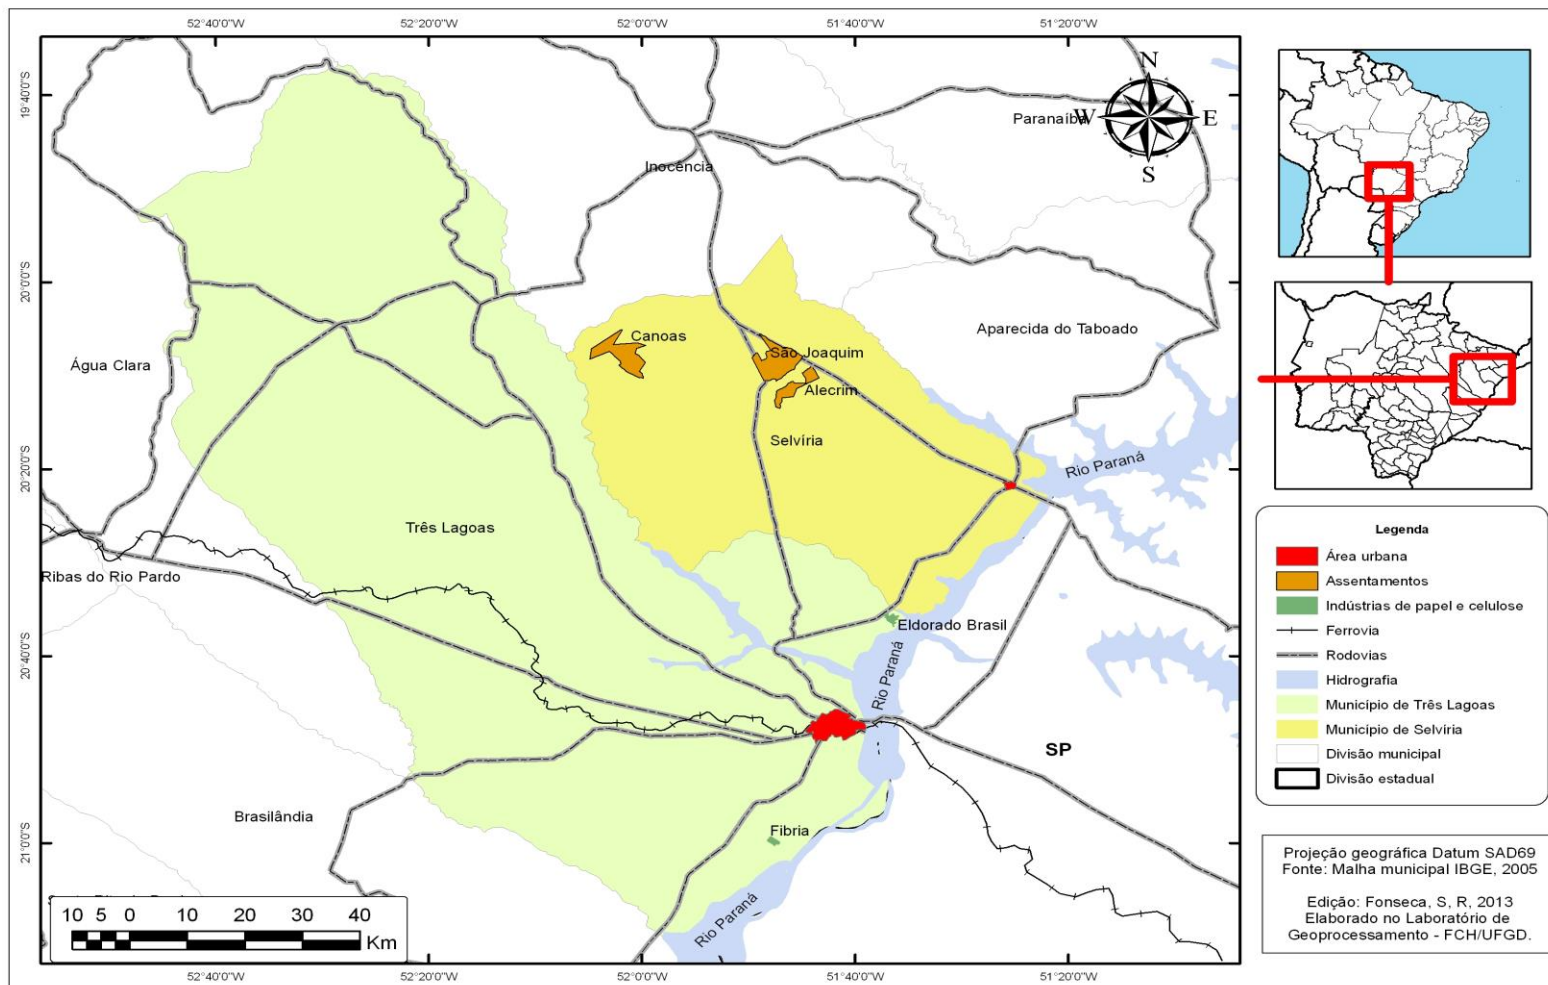 52°40'0"W
52°20'0"W
52°0'0"W
51°40'0"W
51°20'0"W
19°40'0"S
20°0'0"S
20°20'0"S
20°40'0"S
21°0'0"S
N
W
E
S
Paranaíba
Inocência
Aparecida do Taboado
Canoas
São Joaquim
Alecrim
Água Clara
Selvíria
Rio Paraná
Três Lagoas
Ribas do Rio Pardo
Eldorado Brasil
Rio Paraná
SP
Brasilândia
Fibria
Rio Paraná
10 5 0 10 20 30 40
Km
52°40'0"W
52°20'0"W
52°0'0"W
51°40'0"W
51°20'0"W
Legenda
Área urbana
Assentamentos
Indústrias de papel e celulose
Ferrovia
Rodovias
Hidrografia
Município de Três Lagoas
Município de Selvíria
Divisão municipal
Divisão estadual
Projeção geográfica Datum SAD69
Fonte: Malha municipal IBGE, 2005
Edição: Fonseca, S, R, 2013
Elaborado no Laboratório de
Geoprocessamento - FCH/UFGD.